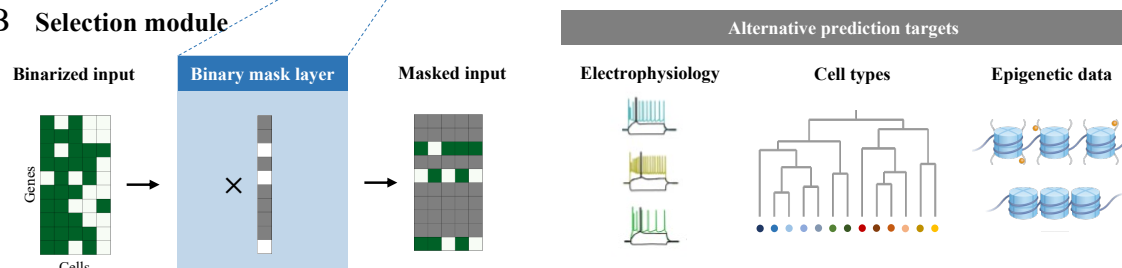 B Selection module
Binarized input
Binary mask layer
Masked input
Genes
×
Cells
Alternative prediction targets
Electrophysiology
Cell types
Epigenetic data